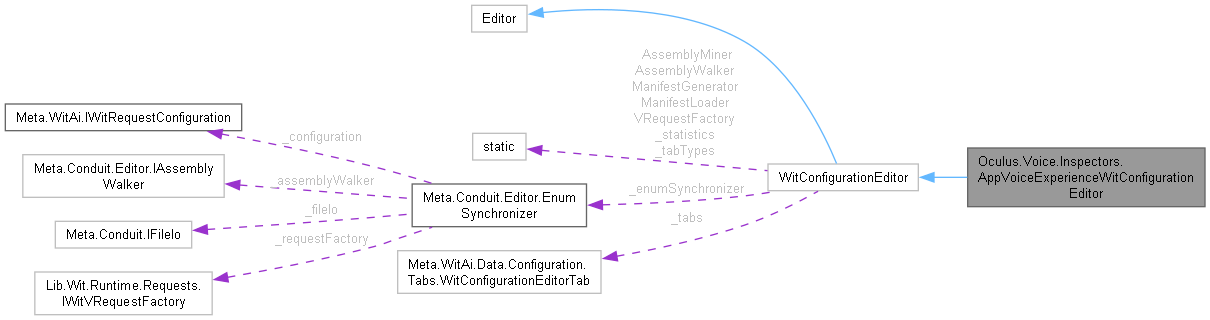 Editor
AssemblyMiner
AssemblyWalker
ManifestGenerator
ManifestLoader
VRequestFactory
_statistics
_tabTypes
Meta.WitAi.IWitRequestConfiguration
_configuration
static
Meta.Conduit.Editor.IAssembly
Walker
_assemblyWalker
Oculus.Voice.Inspectors.
AppVoiceExperienceWitConfiguration
Editor
WitConfigurationEditor
_enumSynchronizer
Meta.Conduit.Editor.Enum
Synchronizer
_fileIo
Meta.Conduit.IFileIo
_requestFactory
_tabs
Meta.WitAi.Data.Configuration.
Tabs.WitConfigurationEditorTab
Lib.Wit.Runtime.Requests.
IWitVRequestFactory